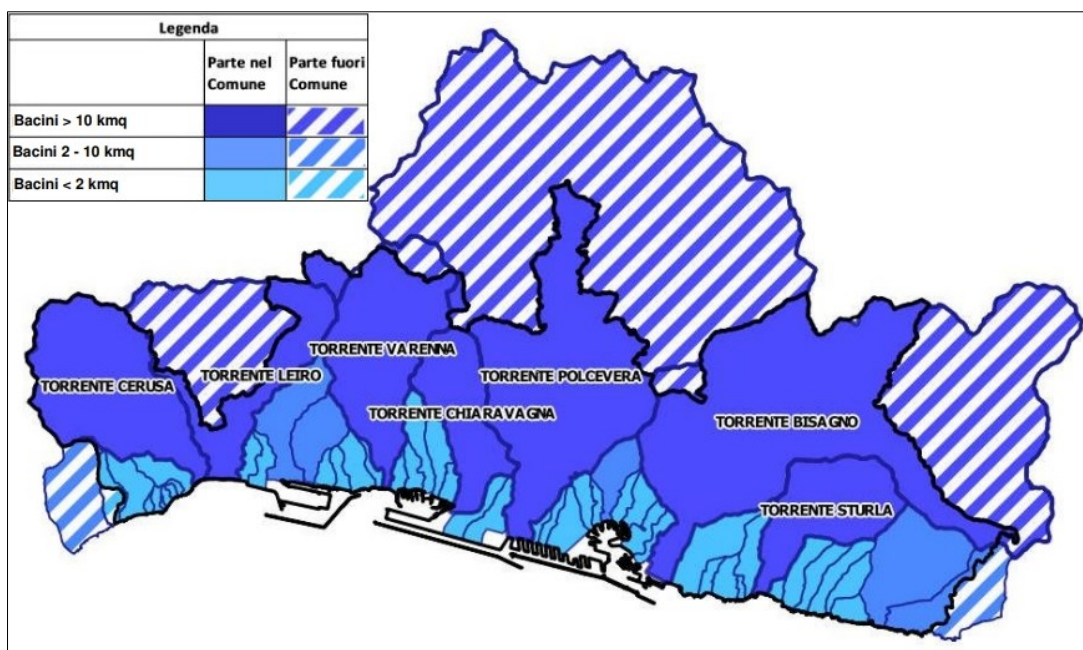 Legenda
Parte nel Comune
Parte fuori Comune
Bacini > 10 kmq
Bacini 2 - 10 kmq
Bacini < 2 kmq
TORRENTE VARENNA
TORRENTE CERUSA
TORRENTE LEIRO
TORRENTE POLCEVERA
TORRENTE CHIARAVAGNA
TORRENTE BISAGNO
TORRENTE STURLA